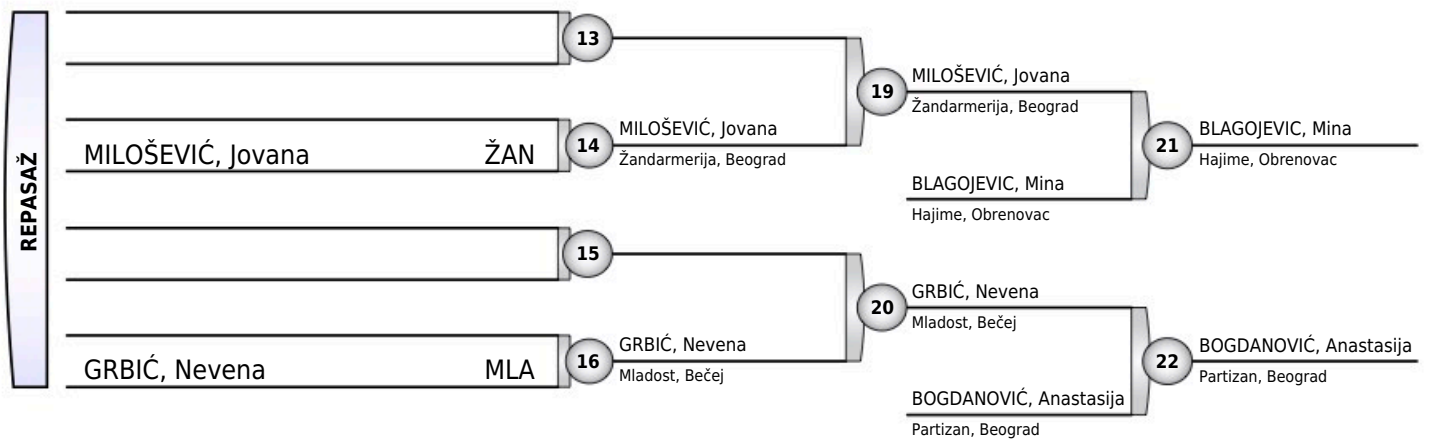 REPASAŽ
13
19
MILOŠEVIĆ, Jovana
Žandarmerija, Beograd
MILOŠEVIĆ, Jovana ŽAN
14
MILOŠEVIĆ, Jovana
Žandarmerija, Beograd
BLAGOJEVIC, Mina
Hajime, Obrenovac
21
BLAGOJEVIC, Mina
Hajime, Obrenovac
15
20
GRBIĆ, Nevena
Mladost, Bečej
GRBIĆ, Nevena MLA
16
GRBIĆ, Nevena
Mladost, Bečej
BOGDANOVIĆ, Anastasija
Partizan, Beograd
22
BOGDANOVIĆ, Anastasija
Partizan, Beograd